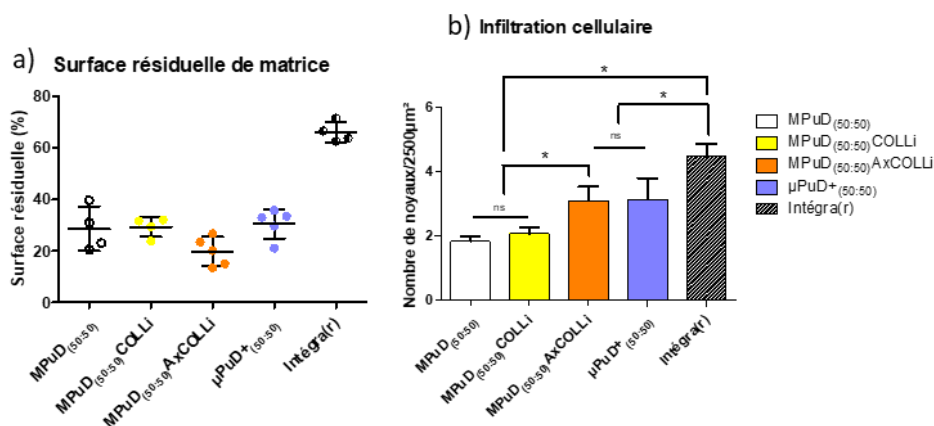 a)
Surface résiduelle de matrice
Surface résiduelle (%)
80
60
40
20
0
MPuD(50:50)
MPuD(50:50)COLLi
MPuD(50:50)AxCOLLi
µPuD+(50:50)
Intégra(r)
b)
Infiltration cellulaire
Nombre de noyaux/2500µm²
6
4
2
0
*
*
ns
*
ns
MPuD(50:50)
MPuD(50:50)COLLi
MPuD(50:50)AxCOLLi
µPuD+(50:50)
Intégra(r)
MPuD(50:50)
MPuD(50:50)COLLi
MPuD(50:50)AxCOLLi
µPuD+(50:50)
Intégra(r)